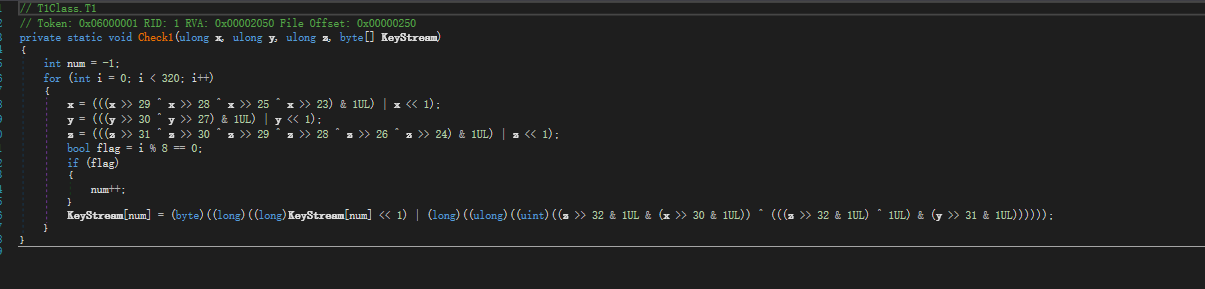 // T1Class.T1
// Token: 0x06000001 RID: 1 RVA: 0x00002050 File Offset: 0x00000250
private static void Check1(ulong x, ulong y, ulong z, byte[] KeyStream)
{
int num = -1;
for (int i = 0; i < 320; i++)
{
x = (((x >> 29 ^ x >> 28 ^ x >> 25 ^ x >> 23) & 1UL) | x << 1);
y = (((y >> 30 ^ y >> 27) & 1UL) | y << 1);
z = (((z >> 31 ^ z >> 30 ^ z >> 29 ^ z >> 28 ^ z >> 26 ^ z >> 24) & 1UL) | z << 1);
bool flag = i % 8 == 0;
if (flag)
{
num++;
}
KeyStream[num] = (byte)((long)((long)KeyStream[num] << 1) | (long)((ulong)((uint)((z >> 32 & 1UL & (x >> 30 & 1UL)) ^ (((z >> 32 & 1UL) ^ 1UL) & (y >> 31 & 1UL))))));
}
}